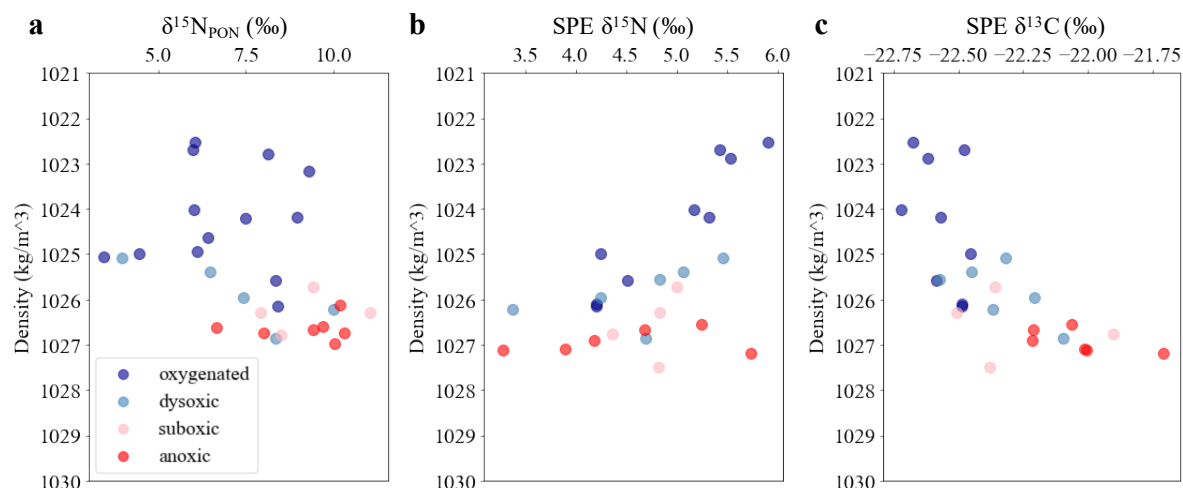 a δ¹⁵N_PON (‰)
5.0 7.5 10.0
Density (kg/m^3)
1021
1022
1023
1024
1025
1026
1027
1028
1029
1030
oxygenated
dysoxic
suboxic
anoxic
b SPE δ¹⁵N (‰)
3.5 4.0 4.5 5.0 5.5 6.0
Density (kg/m^3)
1021
1022
1023
1024
1025
1026
1027
1028
1029
1030
c SPE δ¹³C (‰)
−22.75 −22.50 −22.25 −22.00 −21.75
Density (kg/m^3)
1021
1022
1023
1024
1025
1026
1027
1028
1029
1030